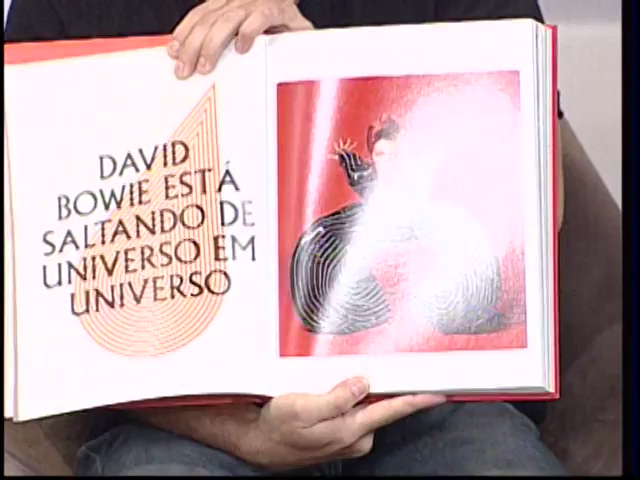 DAVID
BOWIE ESTÁ
SALTANDO DE
UNIVERSO EM
UNIVERSO